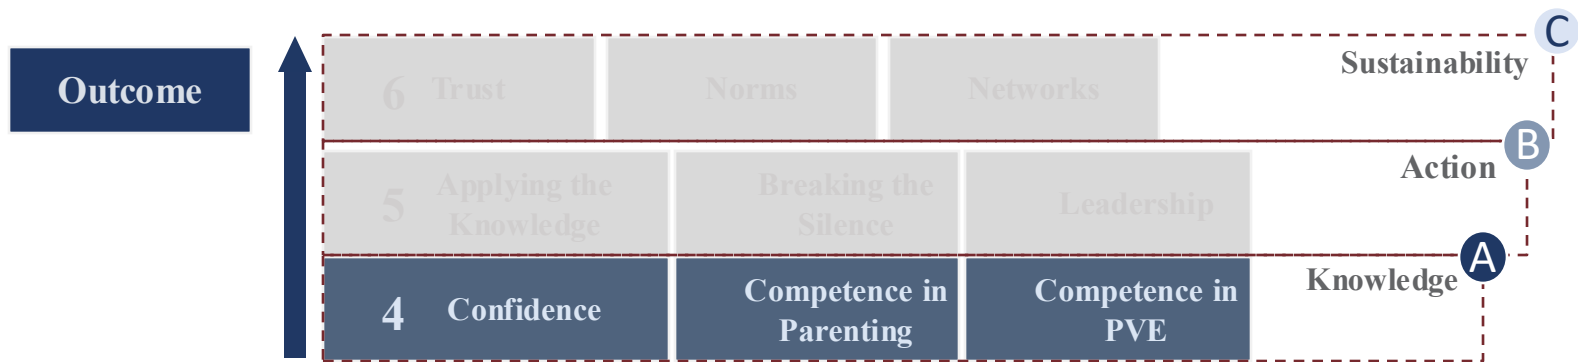 Outcome
C
Sustainability
6 Trust Norms Networks
B
Action
5 Applying the Knowledge
Breaking the Silence
Leadership
A
Knowledge
4 Confidence
Competence in Parenting
Competence in PVE